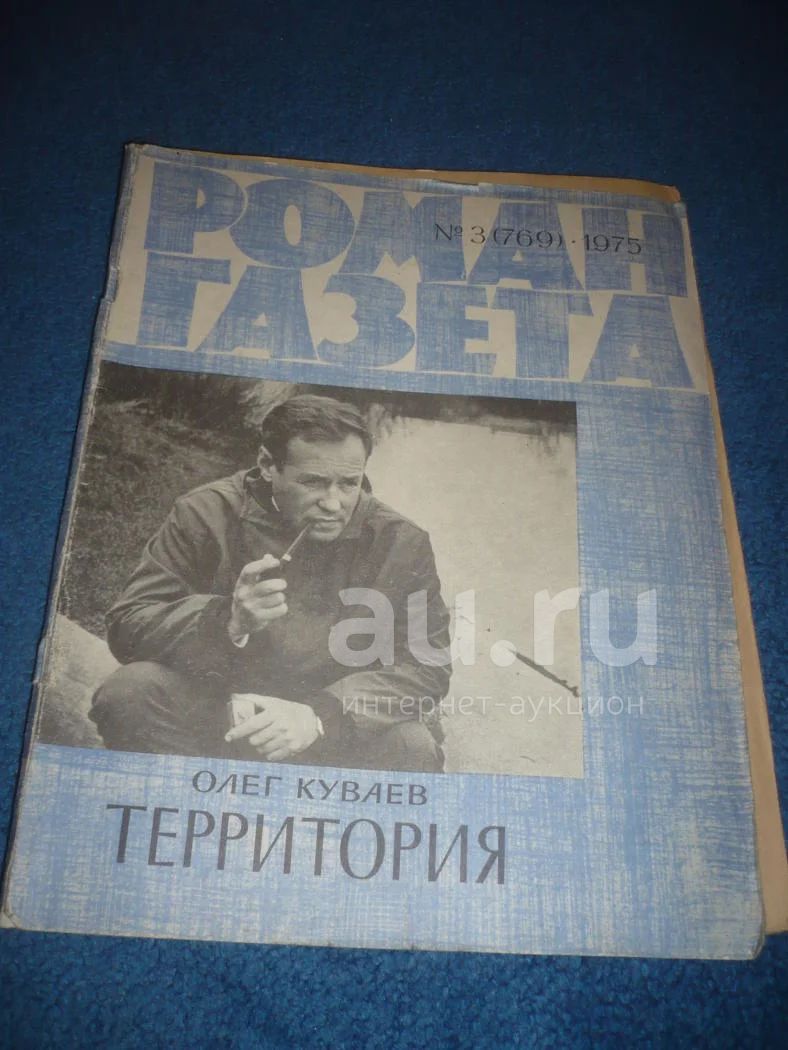 РОМАН
№ 3 (769) · 1975
ГАЗЕТА
au.ru
интернет-аукцион
ОЛЕГ КУВАЕВ
ТЕРРИТОРИЯ